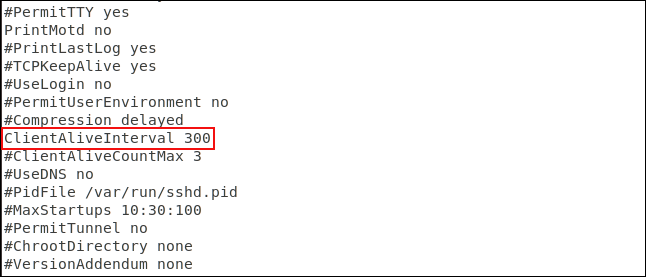 #PermitTTY yes
PrintMotd no
#PrintLastLog yes
#TCPKeepAlive yes
#UseLogin no
#PermitUserEnvironment no
#Compression delayed
ClientAliveInterval 300
#ClientAliveCountMax 3
#UseDNS no
#PidFile /var/run/sshd.pid
#MaxStartups 10:30:100
#PermitTunnel no
#ChrootDirectory none
#VersionAddendum none